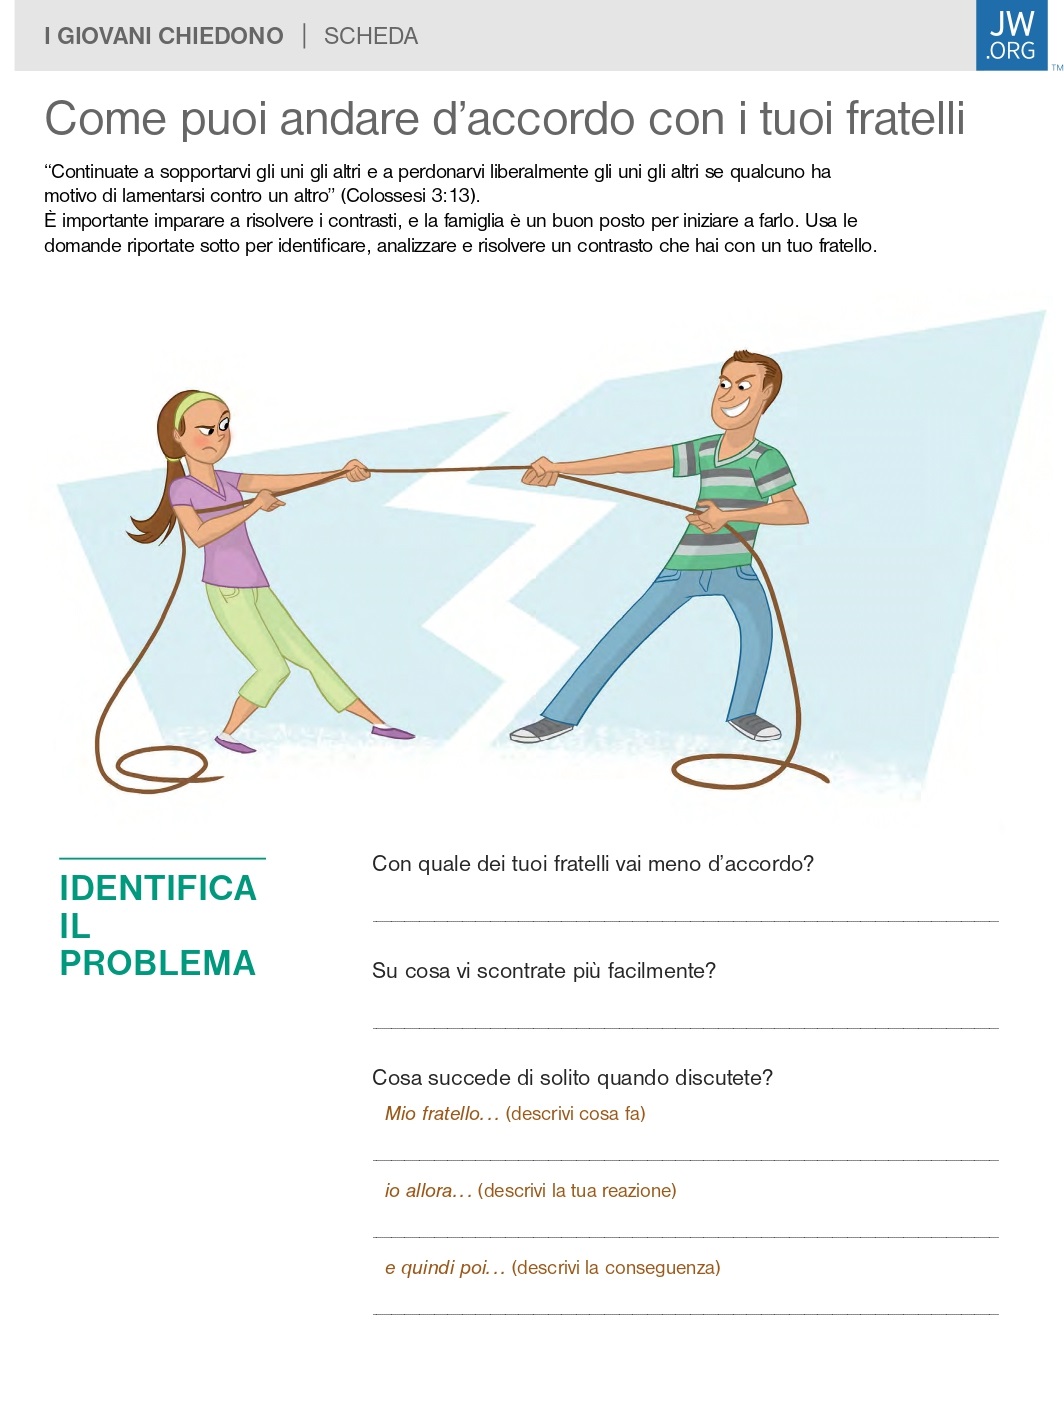 I GIOVANI CHIEDONO | SCHEDA
JW
.ORG
TM
Come puoi andare d’accordo con i tuoi fratelli
“Continuate a sopportarvi gli uni gli altri e a perdonarvi liberalmente gli uni gli altri se qualcuno ha
motivo di lamentarsi contro un altro” (Colossesi 3:13).
È importante imparare a risolvere i contrasti, e la famiglia è un buon posto per iniziare a farlo. Usa le
domande riportate sotto per identificare, analizzare e risolvere un contrasto che hai con un tuo fratello.
IDENTIFICA
IL
PROBLEMA
Con quale dei tuoi fratelli vai meno d’accordo?
Su cosa vi scontrate più facilmente?
Cosa succede di solito quando discutete?
Mio fratello... (descrivi cosa fa)
io allora... (descrivi la tua reazione)
e quindi poi... (descrivi la conseguenza)